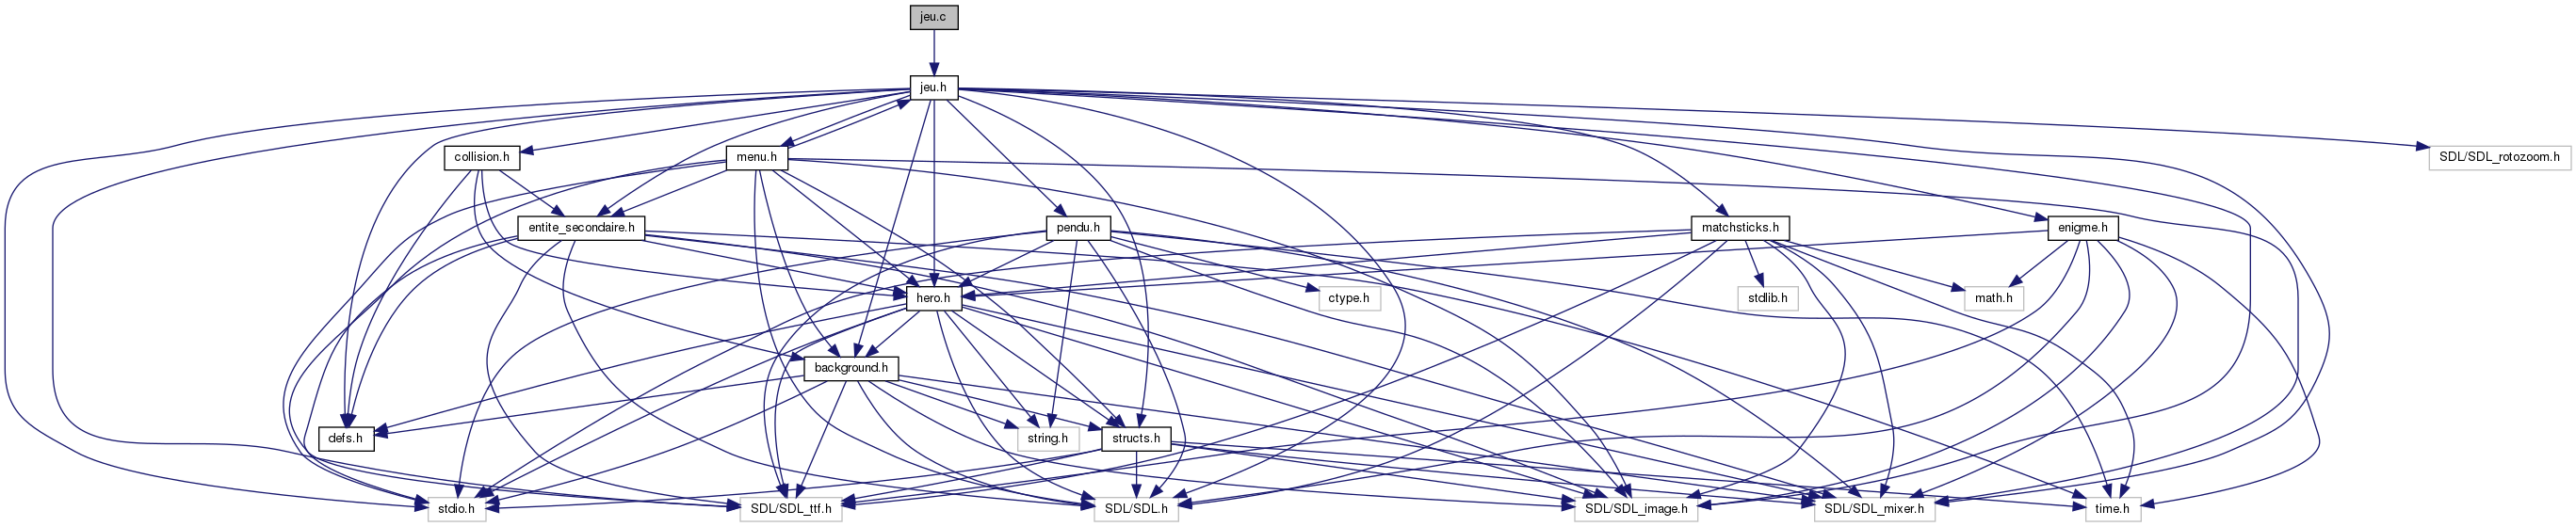 jeu.c
jeu.h
collision.h
menu.h
SDL/SDL_rotozoom.h
entite_secondaire.h
pendu.h
matchsticks.h
enigme.h
hero.h
ctype.h
stdlib.h
math.h
background.h
defs.h
string.h
structs.h
stdio.h
SDL/SDL_ttf.h
SDL/SDL.h
SDL/SDL_image.h
SDL/SDL_mixer.h
time.h